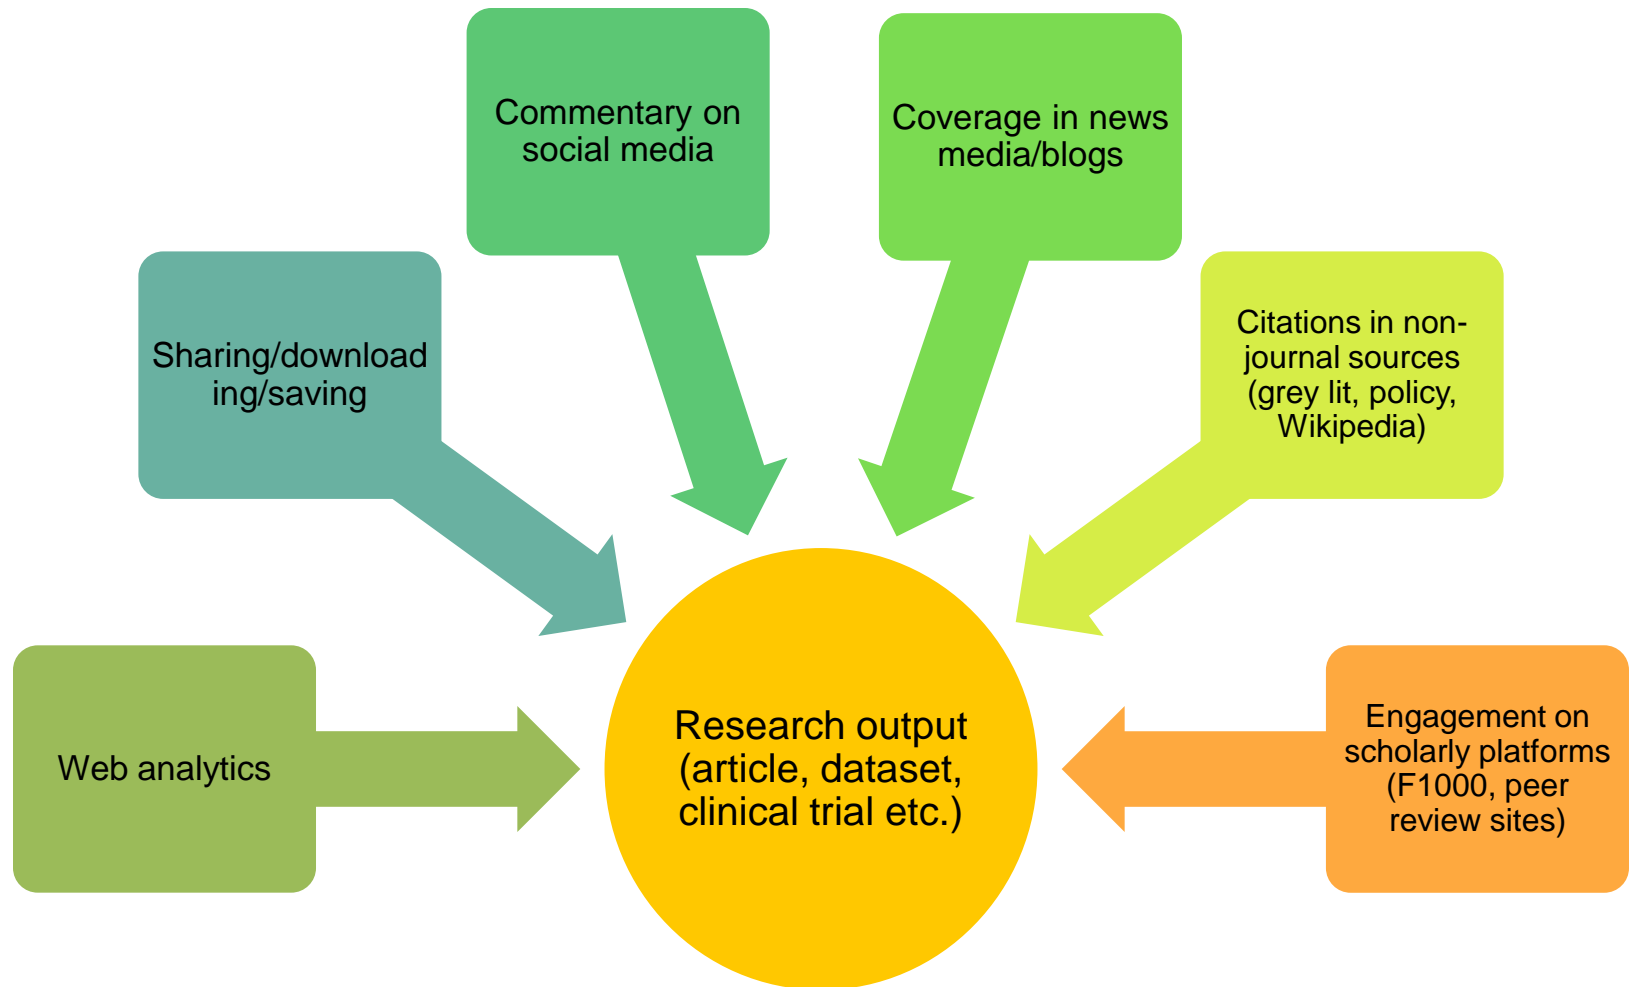 Commentary on
social media
Coverage in news
media/blogs
Sharing/download
ing/saving
Citations in non-
journal sources
(grey lit, policy,
Wikipedia)
Web analytics
Research output
(article, dataset,
clinical trial etc.)
Engagement on
scholarly platforms
(F1000, peer
review sites)